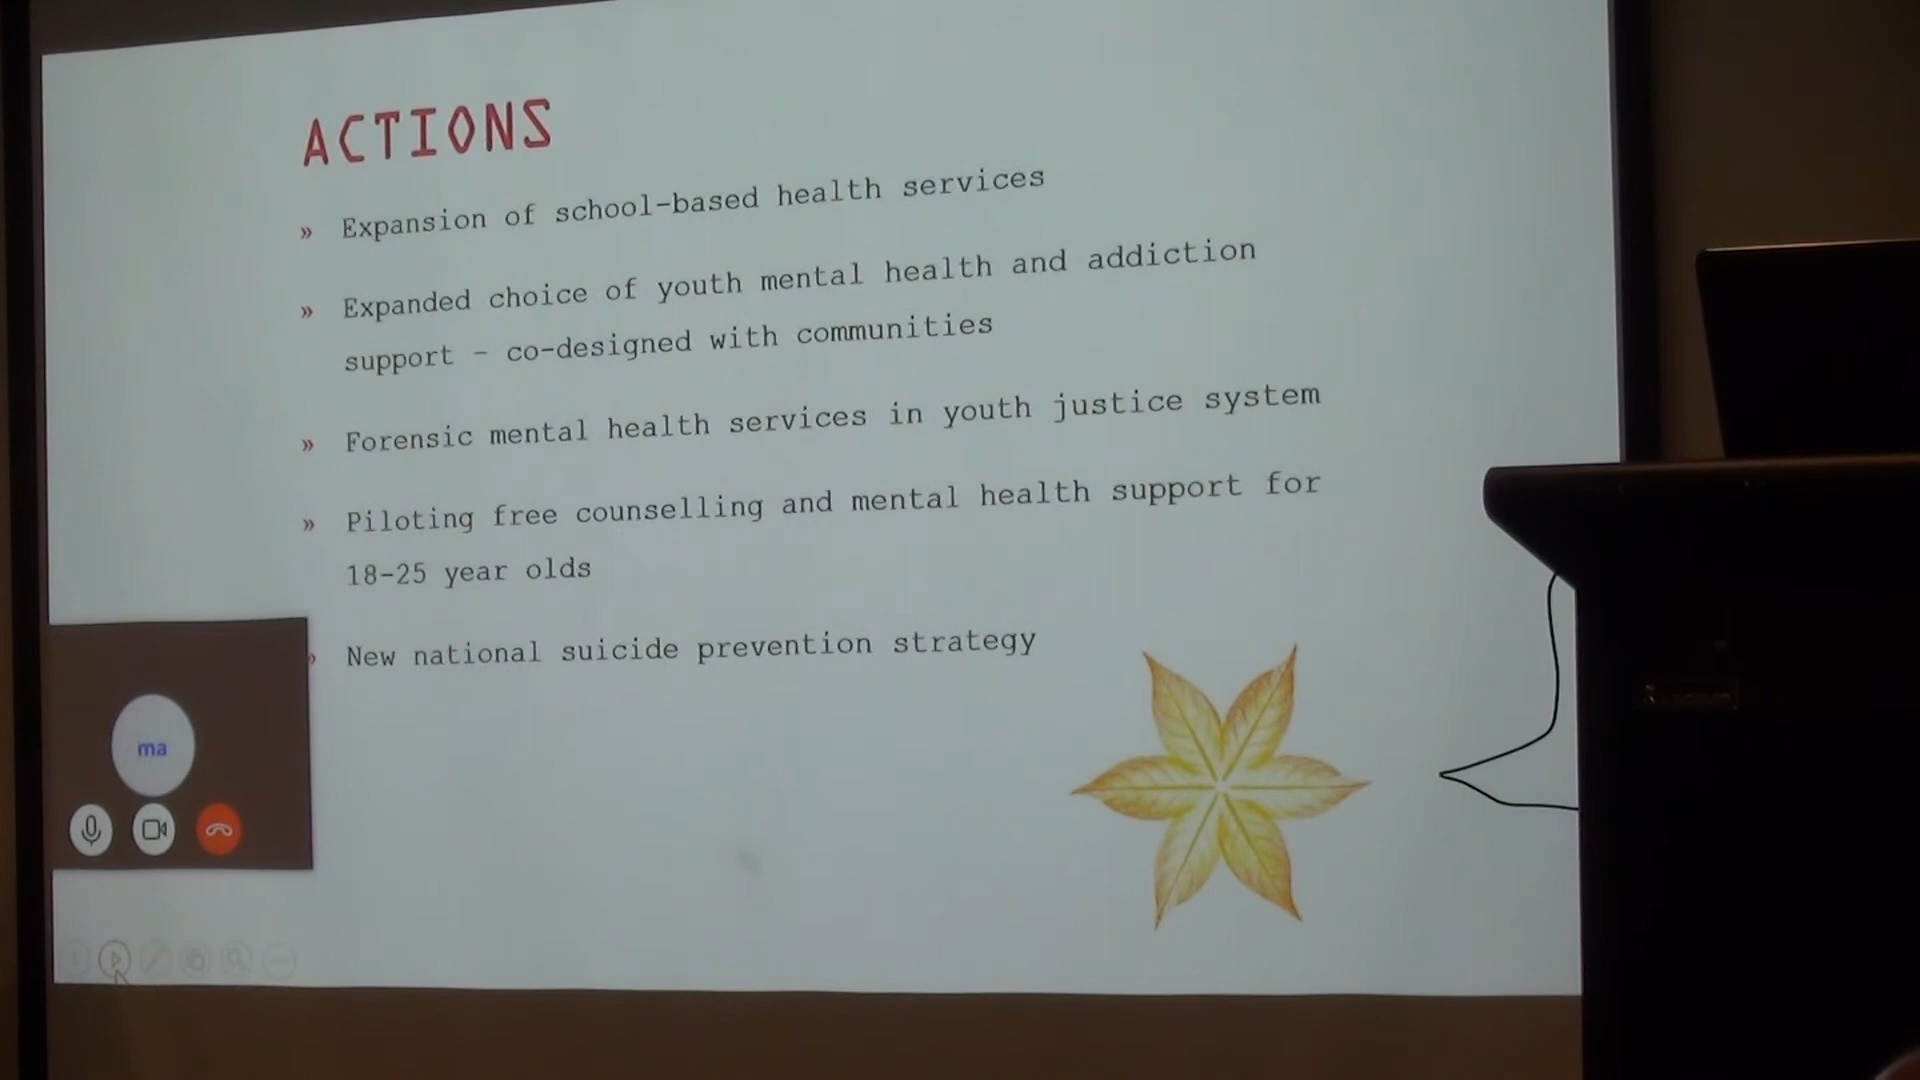 ACTIONS
» Expansion of school-based health services
» Expanded choice of youth mental health and addiction
support - co-designed with communities
» Forensic mental health services in youth justice system
» Piloting free counselling and mental health support for
18-25 year olds
» New national suicide prevention strategy
ma